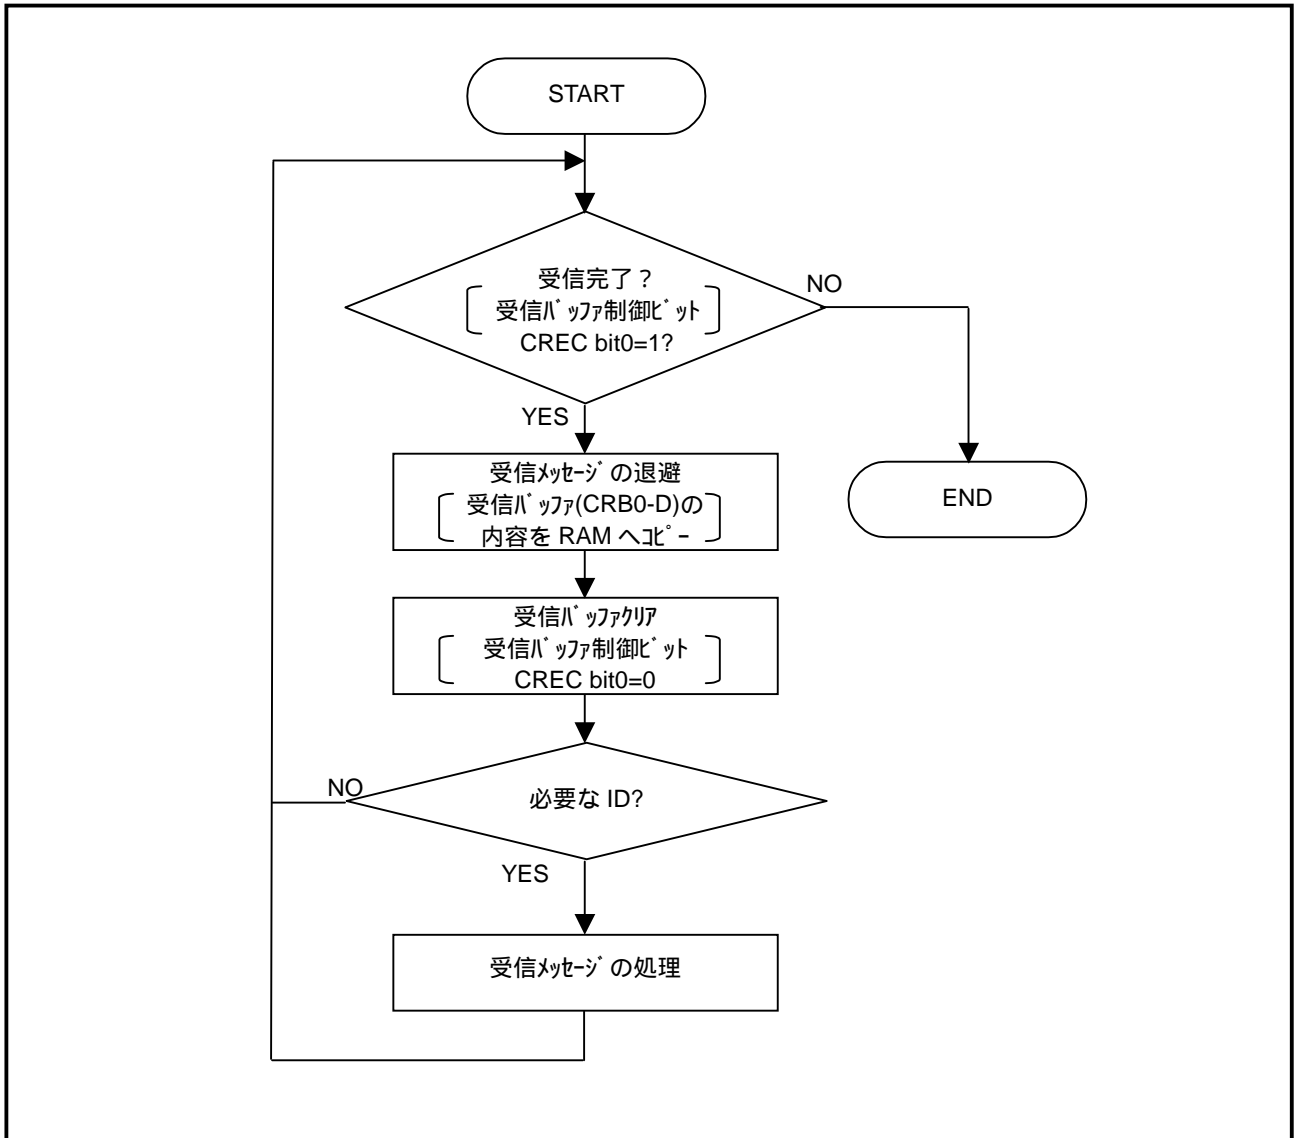 START
受信完了？
NO
受信ﾊﾞｯﾌｧ制御ﾋﾞｯﾄ
CREC bit0=1?
YES
受信ﾒｯｾｰｼﾞの退避
受信ﾊﾞｯﾌｧ(CRB0-D)の
内容を RAM へｺﾋﾟｰ
END
受信ﾊﾞｯﾌｧｸﾘｱ
受信ﾊﾞｯﾌｧ制御ﾋﾞｯﾄ
CREC bit0=0
NO
必要な ID?
YES
受信ﾒｯｾｰｼﾞの処理